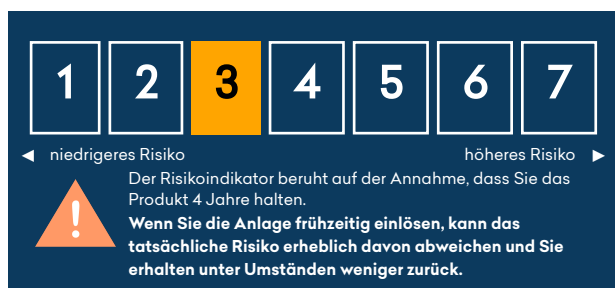 1 2 3 4 5 6 7
◄ niedrigeres Risiko höheres Risiko ►
Der Risikoindikator beruht auf der Annahme, dass Sie das
Produkt 4 Jahre halten.
Wenn Sie die Anlage frühzeitig einlösen, kann das
tatsächliche Risiko erheblich davon abweichen und Sie
erhalten unter Umständen weniger zurück.